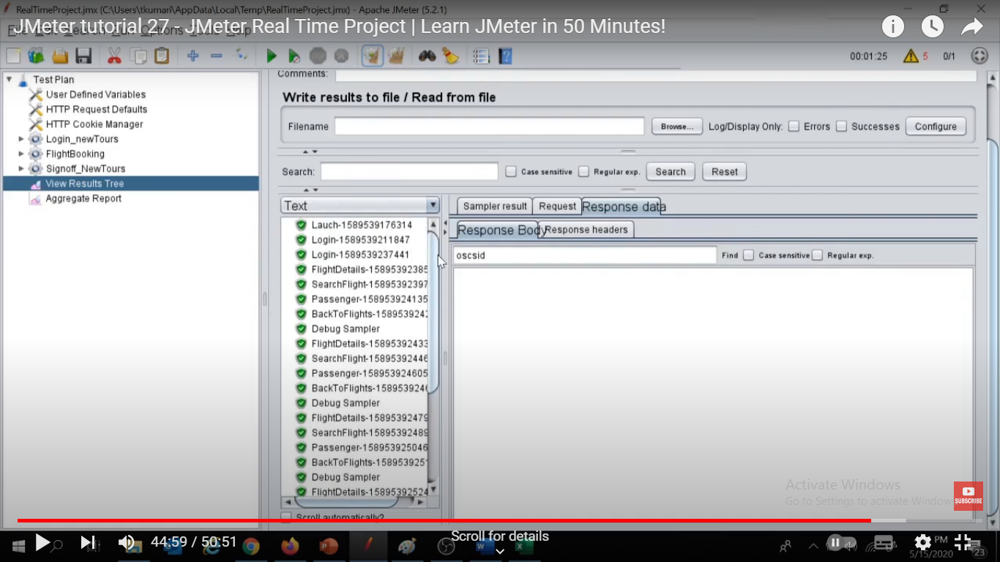 RealTimeProject.jmx (C:\Users\tkumari\AppData\Local\Temp\RealTimeProject.jmx) - Apache JMeter (5.2.1)
JMeter tutorial 27 - JMeter Real Time Project | Learn JMeter in 50 Minutes!
00:01:25 5 0/1
Test Plan
User Defined Variables
HTTP Request Defaults
HTTP Cookie Manager
Login_newTours
FlightBooking
Signoff_NewTours
View Results Tree
Aggregate Report
Comments:
Write results to file / Read from file
Filename Browse... Log/Display Only: Errors Successes Configure
Search: Case sensitive Regular exp. Search Reset
Text
Lauch-1589539176314
Login-1589539211847
Login-1589539237441
FlightDetails-15895392385
SearchFlight-15895392397
Passenger-158953924135
BackToFlights-1589539242
Debug Sampler
FlightDetails-15895392433
SearchFlight-15895392446
Passenger-158953924605
BackToFlights-158953924
Debug Sampler
FlightDetails-15895392479
SearchFlight-15895392489
Passenger-158953925046
BackToFlights-158953925
Debug Sampler
FlightDetails-15895392524
Scroll automatically?
Sampler result Request Response data
Response Body Response headers
oscsid Find Case sensitive Regular exp.
Activate Windows
Go to Settings to activate Windows
SUBSCRIBE
44:59 / 50:51
Scroll for details
PM
5/15/2020
23